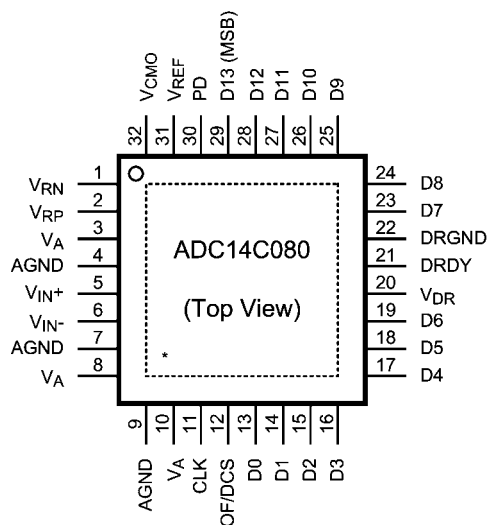 VCMO
VREF
PD
D13 (MSB)
D12
D11
D10
D9
32
31
30
29
28
27
26
25
VRN 1
VRP 2
VA 3
AGND 4
VIN+ 5
VIN- 6
AGND 7
VA 8
ADC14C080
(Top View)
*
24 D8
23 D7
22 DRGND
21 DRDY
20 VDR
19 D6
18 D5
17 D4
9
10
11
12
13
14
15
16
AGND
VA
CLK
OF/DCS
D0
D1
D2
D3